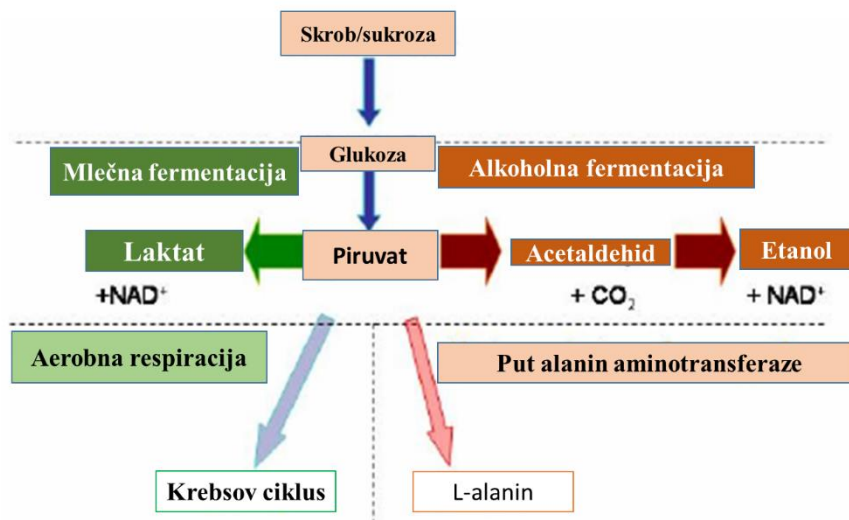 Skrob/sukroza
Glukoza
Mlečna fermentacija
Alkoholna fermentacija
Laktat
Piruvat
Acetaldehid
Etanol
+NAD⁺
+ CO₂
+ NAD⁺
Aerobna respiracija
Put alanin aminotransferaze
Krebsov ciklus
L-alanin